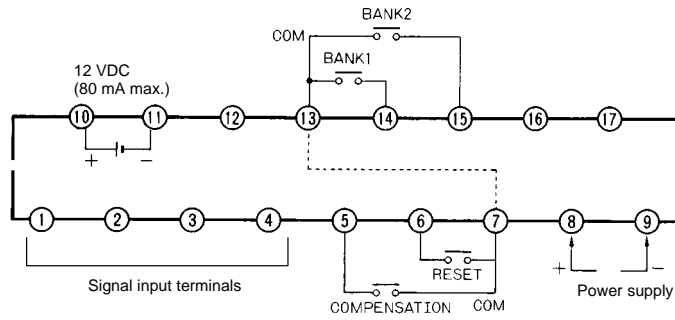 BANK2
COM
BANK1
12 VDC
(80 mA max.)
10 11 12 13 14 15 16 17
+ −
1 2 3 4 5 6 7 8 9
RESET
+ −
Signal input terminals
COMPENSATION
COM
Power supply